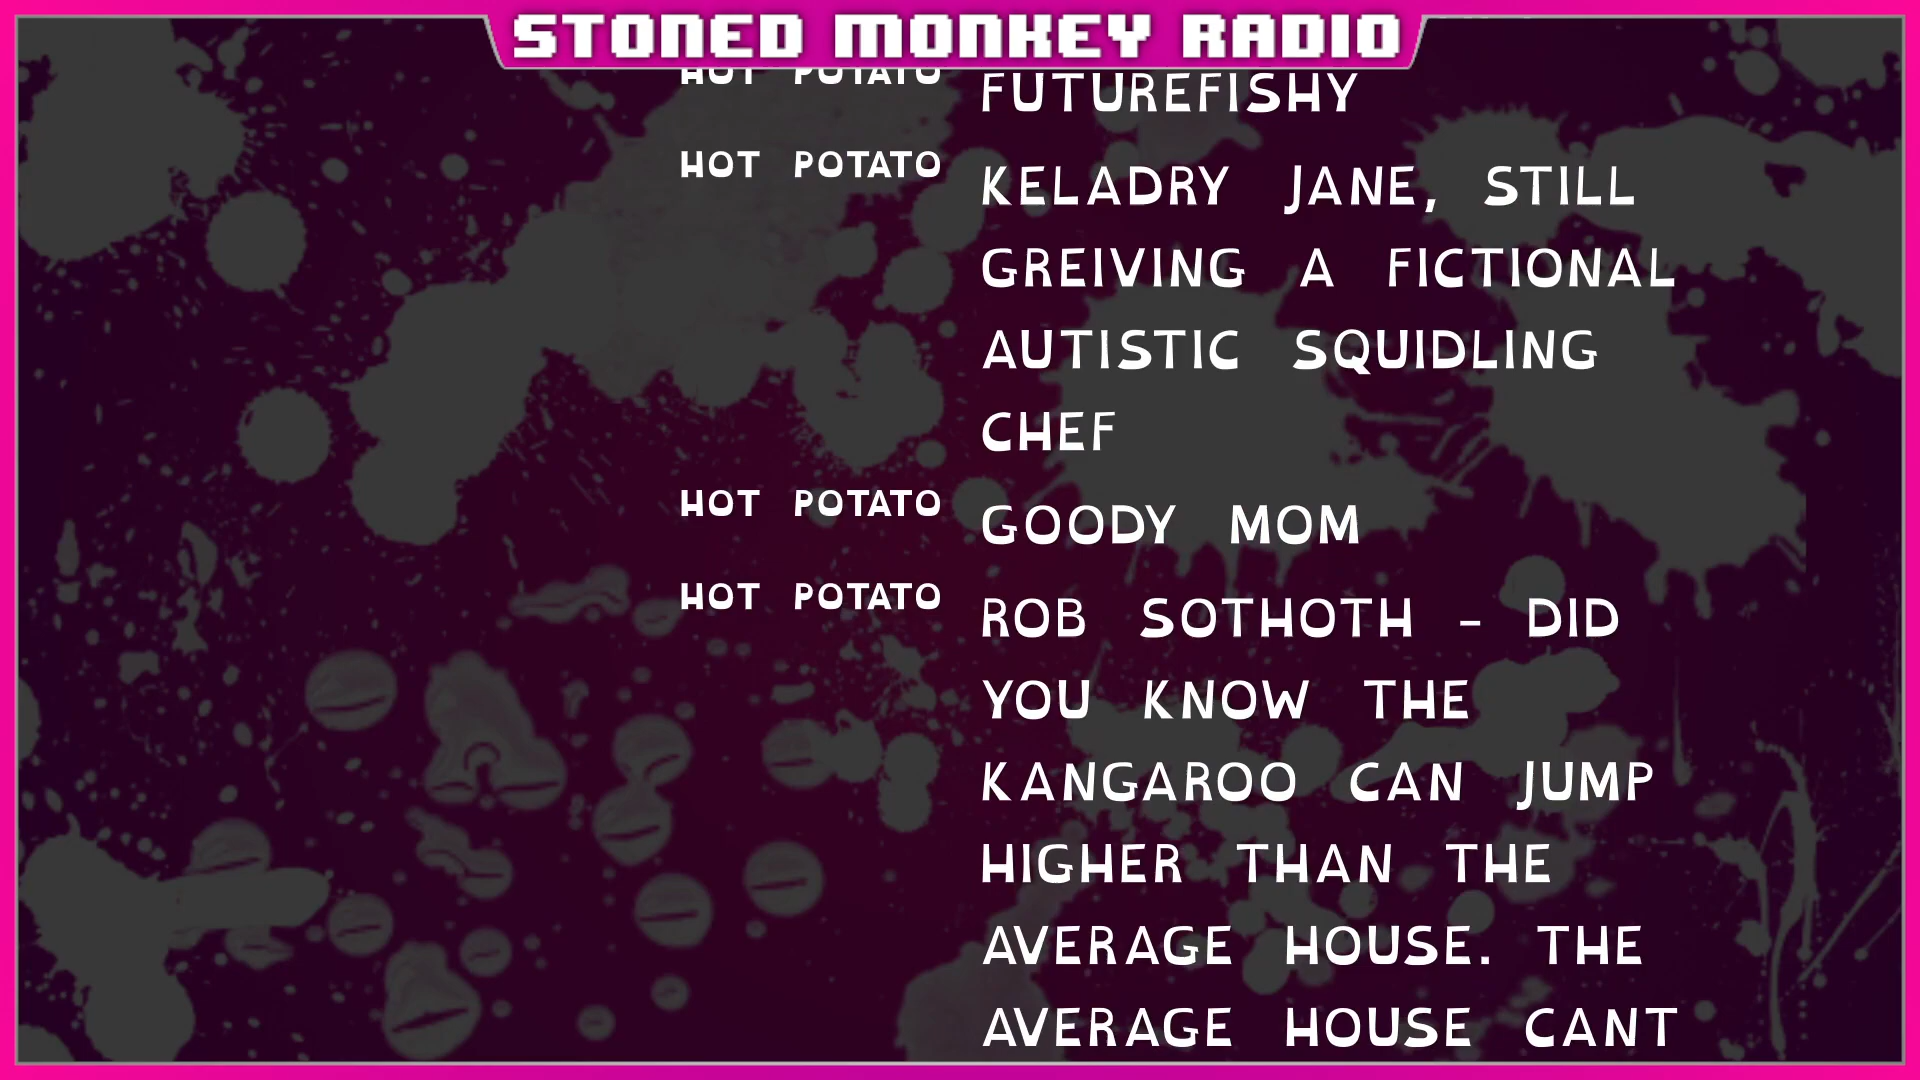 STONED MONKEY RADIO
HOT POTATO FUTUREFISHY
HOT POTATO KELADRY JANE, STILL
GREIVING A FICTIONAL
AUTISTIC SQUIDLING
CHEF
HOT POTATO GOODY MOM
HOT POTATO ROB SOTHOTH - DID
YOU KNOW THE
KANGAROO CAN JUMP
HIGHER THAN THE
AVERAGE HOUSE. THE
AVERAGE HOUSE CANT